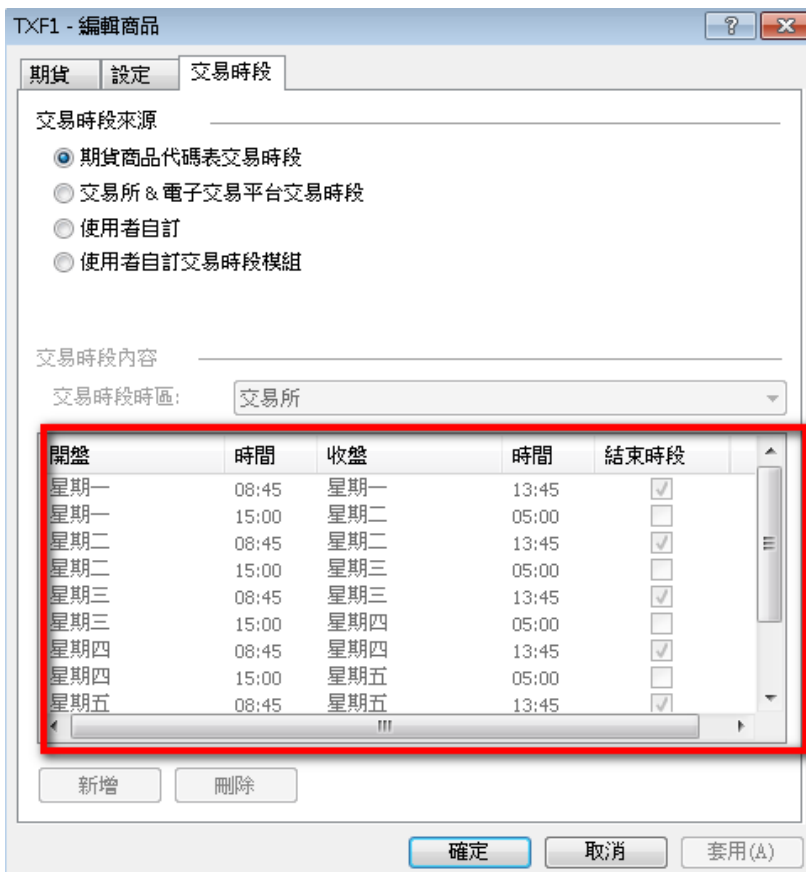 TXF1 - 編輯商品
期貨 設定 交易時段
交易時段來源
期貨商品代碼表交易時段
交易所 & 電子交易平台交易時段
使用者自訂
使用者自訂交易時段模組
交易時段內容
交易時段時區: 交易所
開盤 時間 收盤 時間 結束時段
星期一 08:45 星期一 13:45
星期一 15:00 星期二 05:00
星期二 08:45 星期二 13:45
星期二 15:00 星期三 05:00
星期三 08:45 星期三 13:45
星期三 15:00 星期四 05:00
星期四 08:45 星期四 13:45
星期四 15:00 星期五 05:00
星期五 08:45 星期五 13:45
新增 刪除
確定 取消 套用(A)